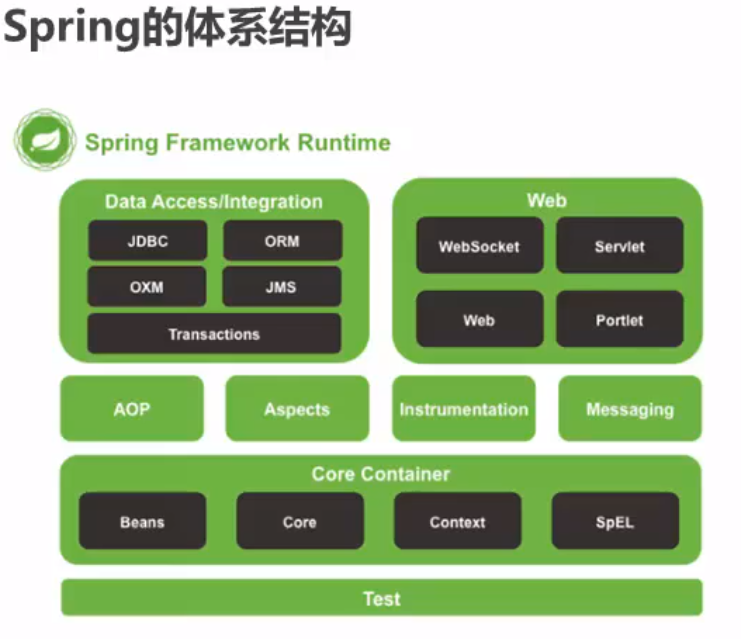 Spring的体系结构
Spring Framework Runtime
Data Access/Integration
JDBC
ORM
OXM
JMS
Transactions
Web
WebSocket
Servlet
Web
Portlet
AOP
Aspects
Instrumentation
Messaging
Core Container
Beans
Core
Context
SpEL
Test